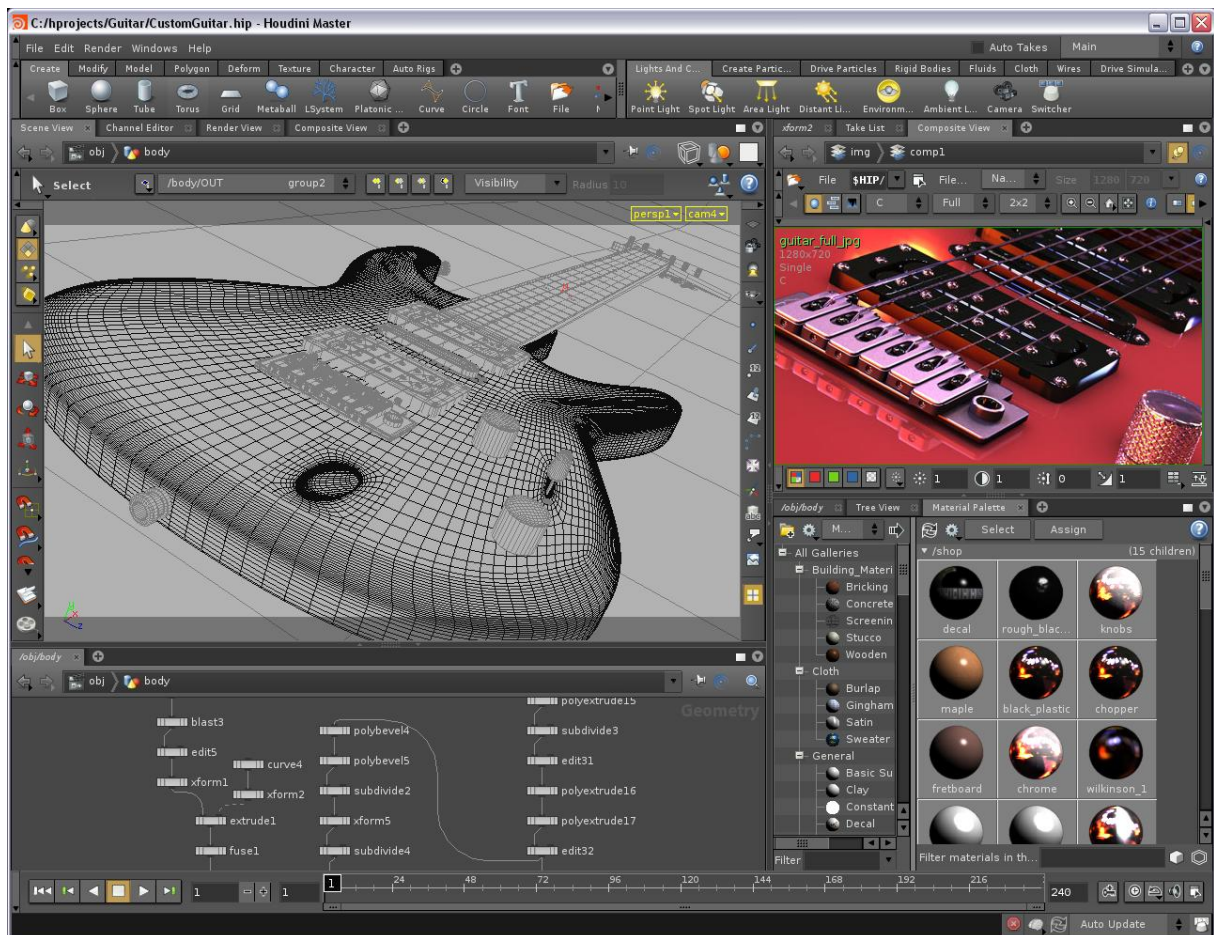 C:/hprojects/Guitar/CustomGuitar.hip - Houdini Master
File Edit Render Windows Help
Auto Takes Main
Create Modify Model Polygon Deform Texture Character Auto Rigs
Box Sphere Tube Torus Grid Metaball LSystem Platonic ... Curve Circle Font File
Lights And C... Create Partic... Drive Particles Rigid Bodies Fluids Cloth Wires Drive Simula...
Point Light Spot Light Area Light Distant Li... Environm... Ambient L... Camera Switcher
Scene View Channel Editor Render View Composite View
obj body
Select /body/OUT group2 Visibility Radius 10
persp1 cam4
xform2 Take List Composite View
img comp1
File $HIP/ File... Na... Size 1280 720
C Full 2x2
guitar_full_jpg
1280x720
Single
C
1 1 0 1
/obj/body
obj body
Geometry
blast3
edit5
xform1
curve4
xform2
extrude1
fuse1
polybevel4
polybevel5
subdivide2
xform5
subdivide4
polyextrude15
subdivide3
edit31
polyextrude16
polyextrude17
edit32
/obj/body Tree View
M...
All Galleries
Building_Materi
Bricking
Concrete
Screenin
Stucco
Wooden
Cloth
Burlap
Gingham
Satin
Sweater
General
Basic Su
Clay
Constant
Decal
Filter
Material Palette
Select Assign
/shop (15 children)
decal rough_blac... knobs
maple black_plastic chopper
fretboard chrome wilkinson_1
Filter materials in th...
1 1 1 24 48 72 96 120 144 168 192 216 240
Auto Update